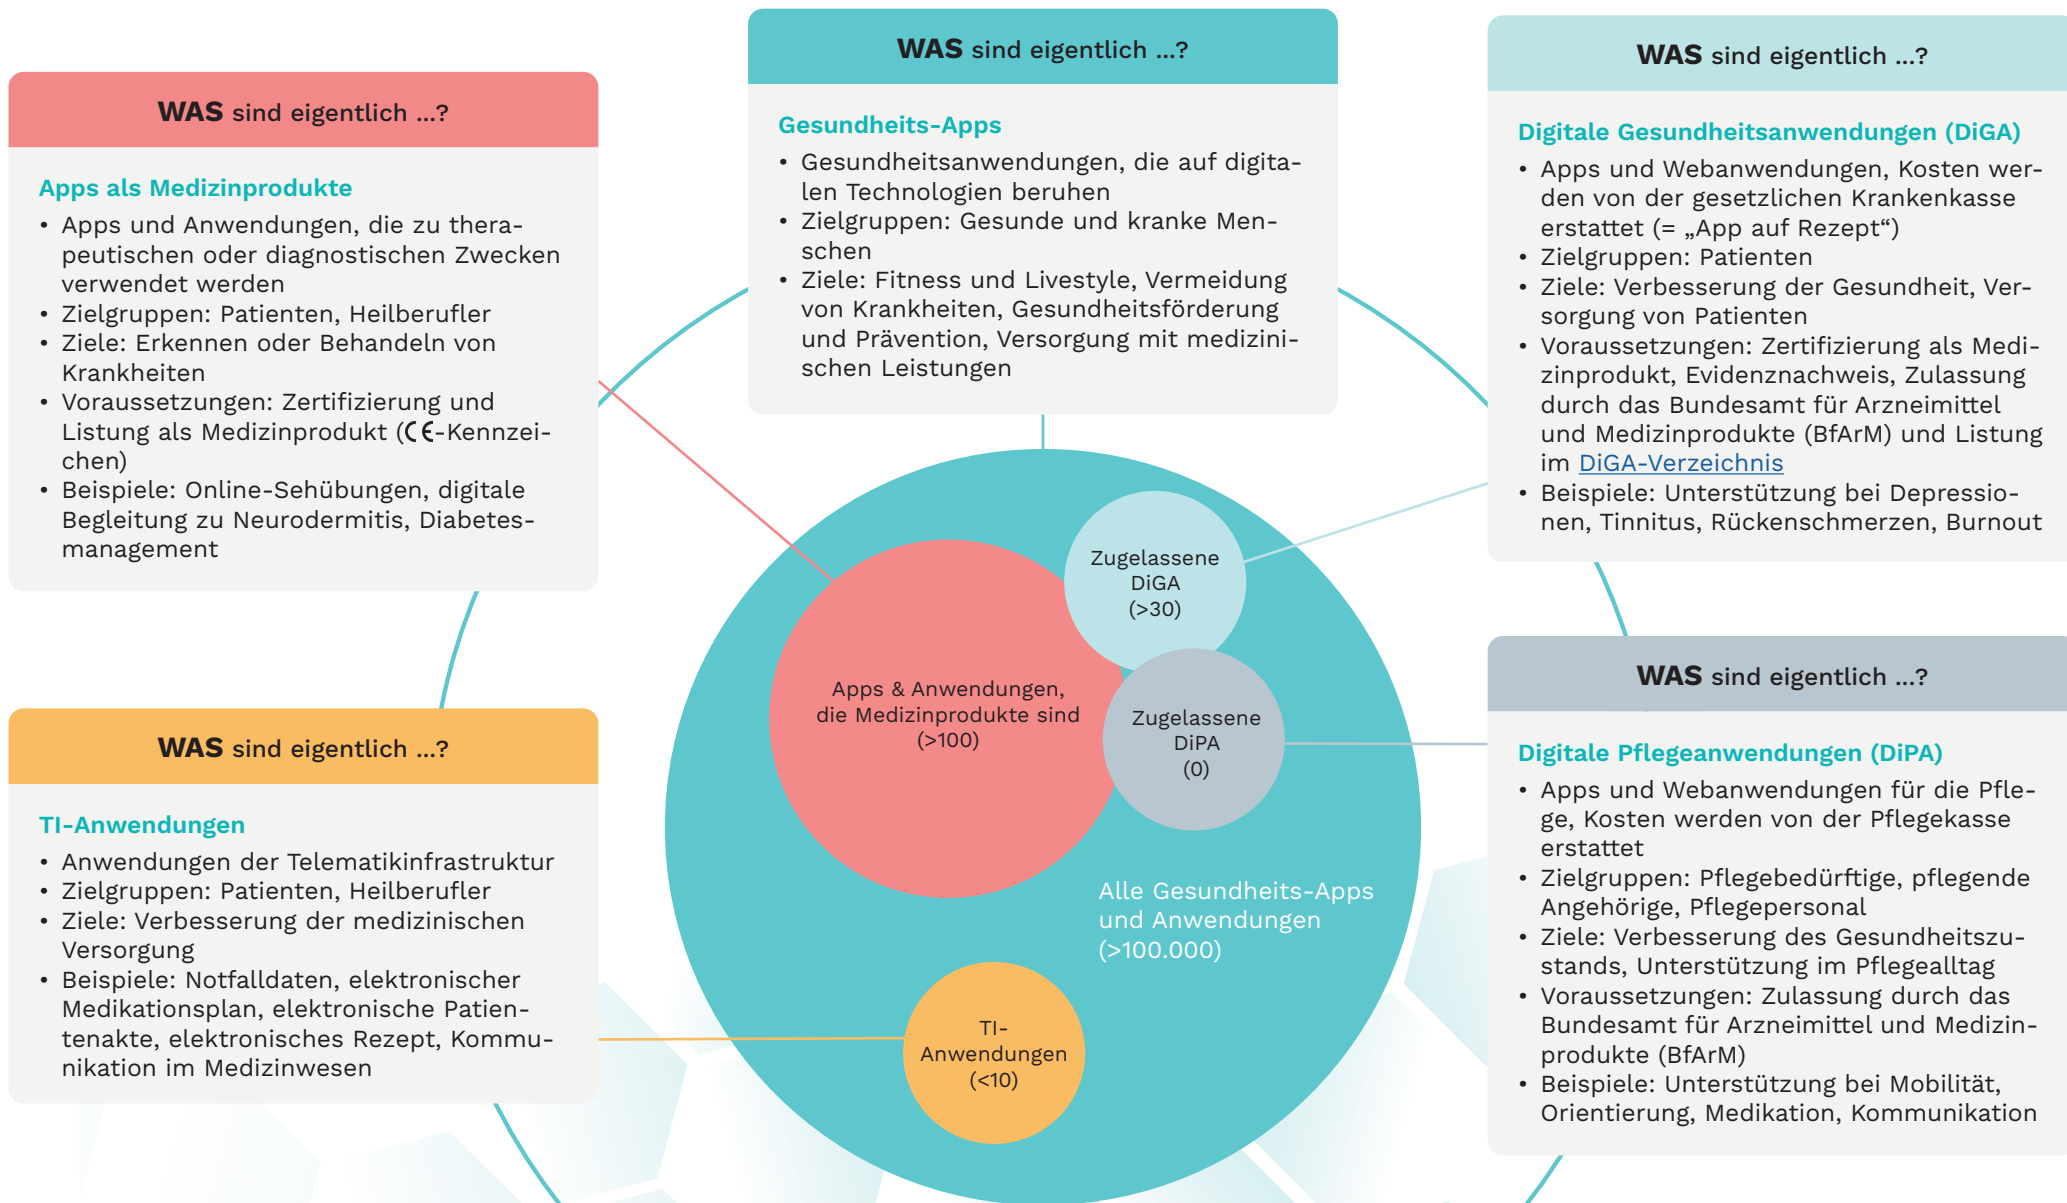 WAS sind eigentlich ...?
Apps als Medizinprodukte
• Apps und Anwendungen, die zu thera-
peutischen oder diagnostischen Zwecken
verwendet werden
• Zielgruppen: Patienten, Heilberufler
• Ziele: Erkennen oder Behandeln von
Krankheiten
• Voraussetzungen: Zertifizierung und
Listung als Medizinprodukt (CE-Kennzei-
chen)
• Beispiele: Online-Sehübungen, digitale
Begleitung zu Neurodermitis, Diabetes-
management
WAS sind eigentlich ...?
TI-Anwendungen
• Anwendungen der Telematikinfrastruktur
• Zielgruppen: Patienten, Heilberufler
• Ziele: Verbesserung der medizinischen
Versorgung
• Beispiele: Notfalldaten, elektronischer
Medikationsplan, elektronische Patien-
tenakte, elektronisches Rezept, Kommu-
nikation im Medizinwesen
WAS sind eigentlich ...?
Gesundheits-Apps
• Gesundheitsanwendungen, die auf digita-
len Technologien beruhen
• Zielgruppen: Gesunde und kranke Men-
schen
• Ziele: Fitness und Livestyle, Vermeidung
von Krankheiten, Gesundheitsförderung
und Prävention, Versorgung mit medizini-
schen Leistungen
Zugelassene
DiGA
(>30)
Apps & Anwendungen,
die Medizinprodukte sind
(>100)
Zugelassene
DiPA
(0)
Alle Gesundheits-Apps
und Anwendungen
(>100.000)
TI-
Anwendungen
(<10)
WAS sind eigentlich ...?
Digitale Gesundheitsanwendungen (DiGA)
• Apps und Webanwendungen, Kosten wer-
den von der gesetzlichen Krankenkasse
erstattet (= „App auf Rezept“)
• Zielgruppen: Patienten
• Ziele: Verbesserung der Gesundheit, Ver-
sorgung von Patienten
• Voraussetzungen: Zertifizierung als Medi-
zinprodukt, Evidenznachweis, Zulassung
durch das Bundesamt für Arzneimittel
und Medizinprodukte (BfArM) und Listung
im DiGA-Verzeichnis
• Beispiele: Unterstützung bei Depressio-
nen, Tinnitus, Rückenschmerzen, Burnout
WAS sind eigentlich ...?
Digitale Pflegeanwendungen (DiPA)
• Apps und Webanwendungen für die Pfle-
ge, Kosten werden von der Pflegekasse
erstattet
• Zielgruppen: Pflegebedürftige, pflegende
Angehörige, Pflegepersonal
• Ziele: Verbesserung des Gesundheitszu-
stands, Unterstützung im Pflegealltag
• Voraussetzungen: Zulassung durch das
Bundesamt für Arzneimittel und Medizin-
produkte (BfArM)
• Beispiele: Unterstützung bei Mobilität,
Orientierung, Medikation, Kommunikation